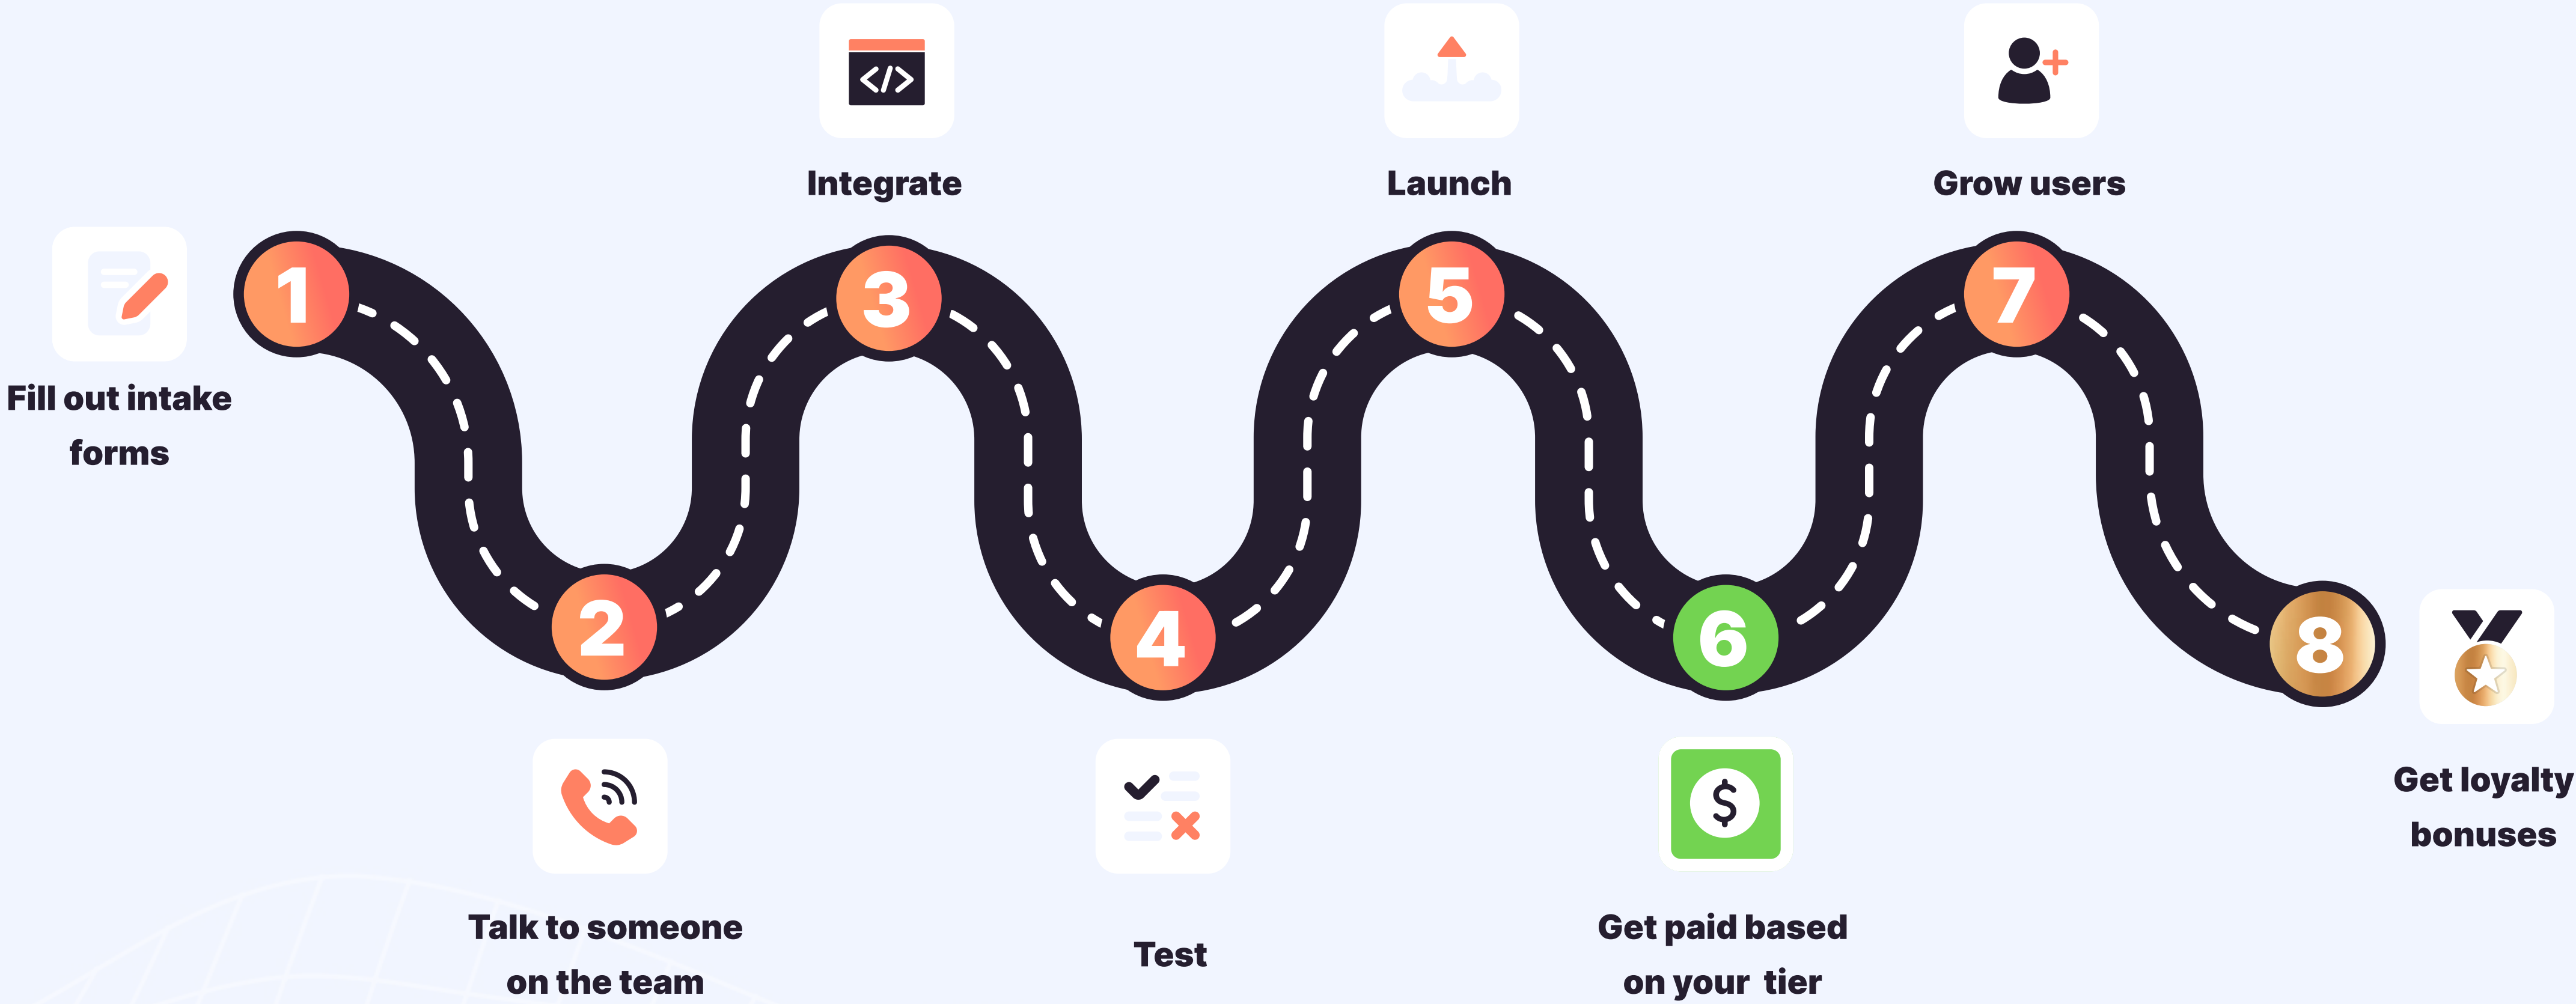 1
Fill out intake
forms
2
Talk to someone
on the team
3
Integrate
</>
4
Test
5
Launch
6
$
Get paid based
on your tier
7
Grow users
8
Get loyalty
bonuses